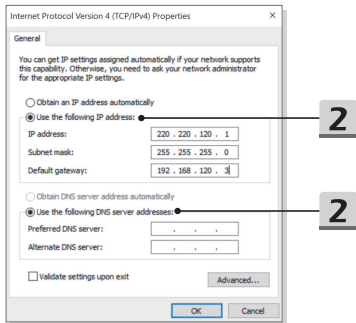 Internet Protocol Version 4 (TCP/IPv4) Properties
General
You can get IP settings assigned automatically if your network supports
this capability. Otherwise, you need to ask your network administrator
for the appropriate IP settings.
Obtain an IP address automatically
Use the following IP address:
2
IP address:
220 . 220 . 120 . 1
Subnet mask:
255 . 255 . 255 . 0
Default gateway:
192 . 168 . 120 . 3
Obtain DNS server address automatically
Use the following DNS server addresses:
2
Preferred DNS server:
. . .
Alternate DNS server:
. . .
Validate settings upon exit
Advanced...
OK
Cancel